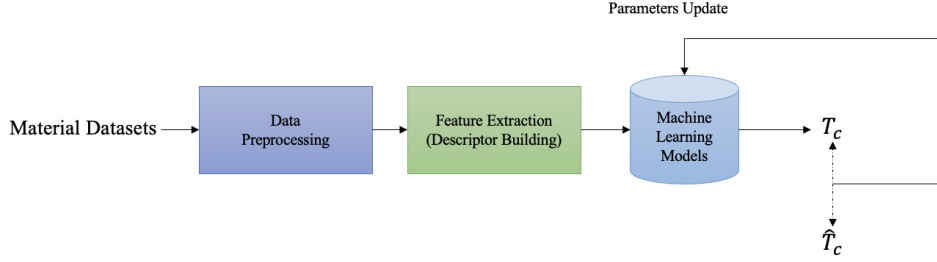 Parameters Update
Material Datasets
Data
Preprocessing
Feature Extraction
(Descriptor Building)
Machine
Learning
Models
T_c
T̂_c